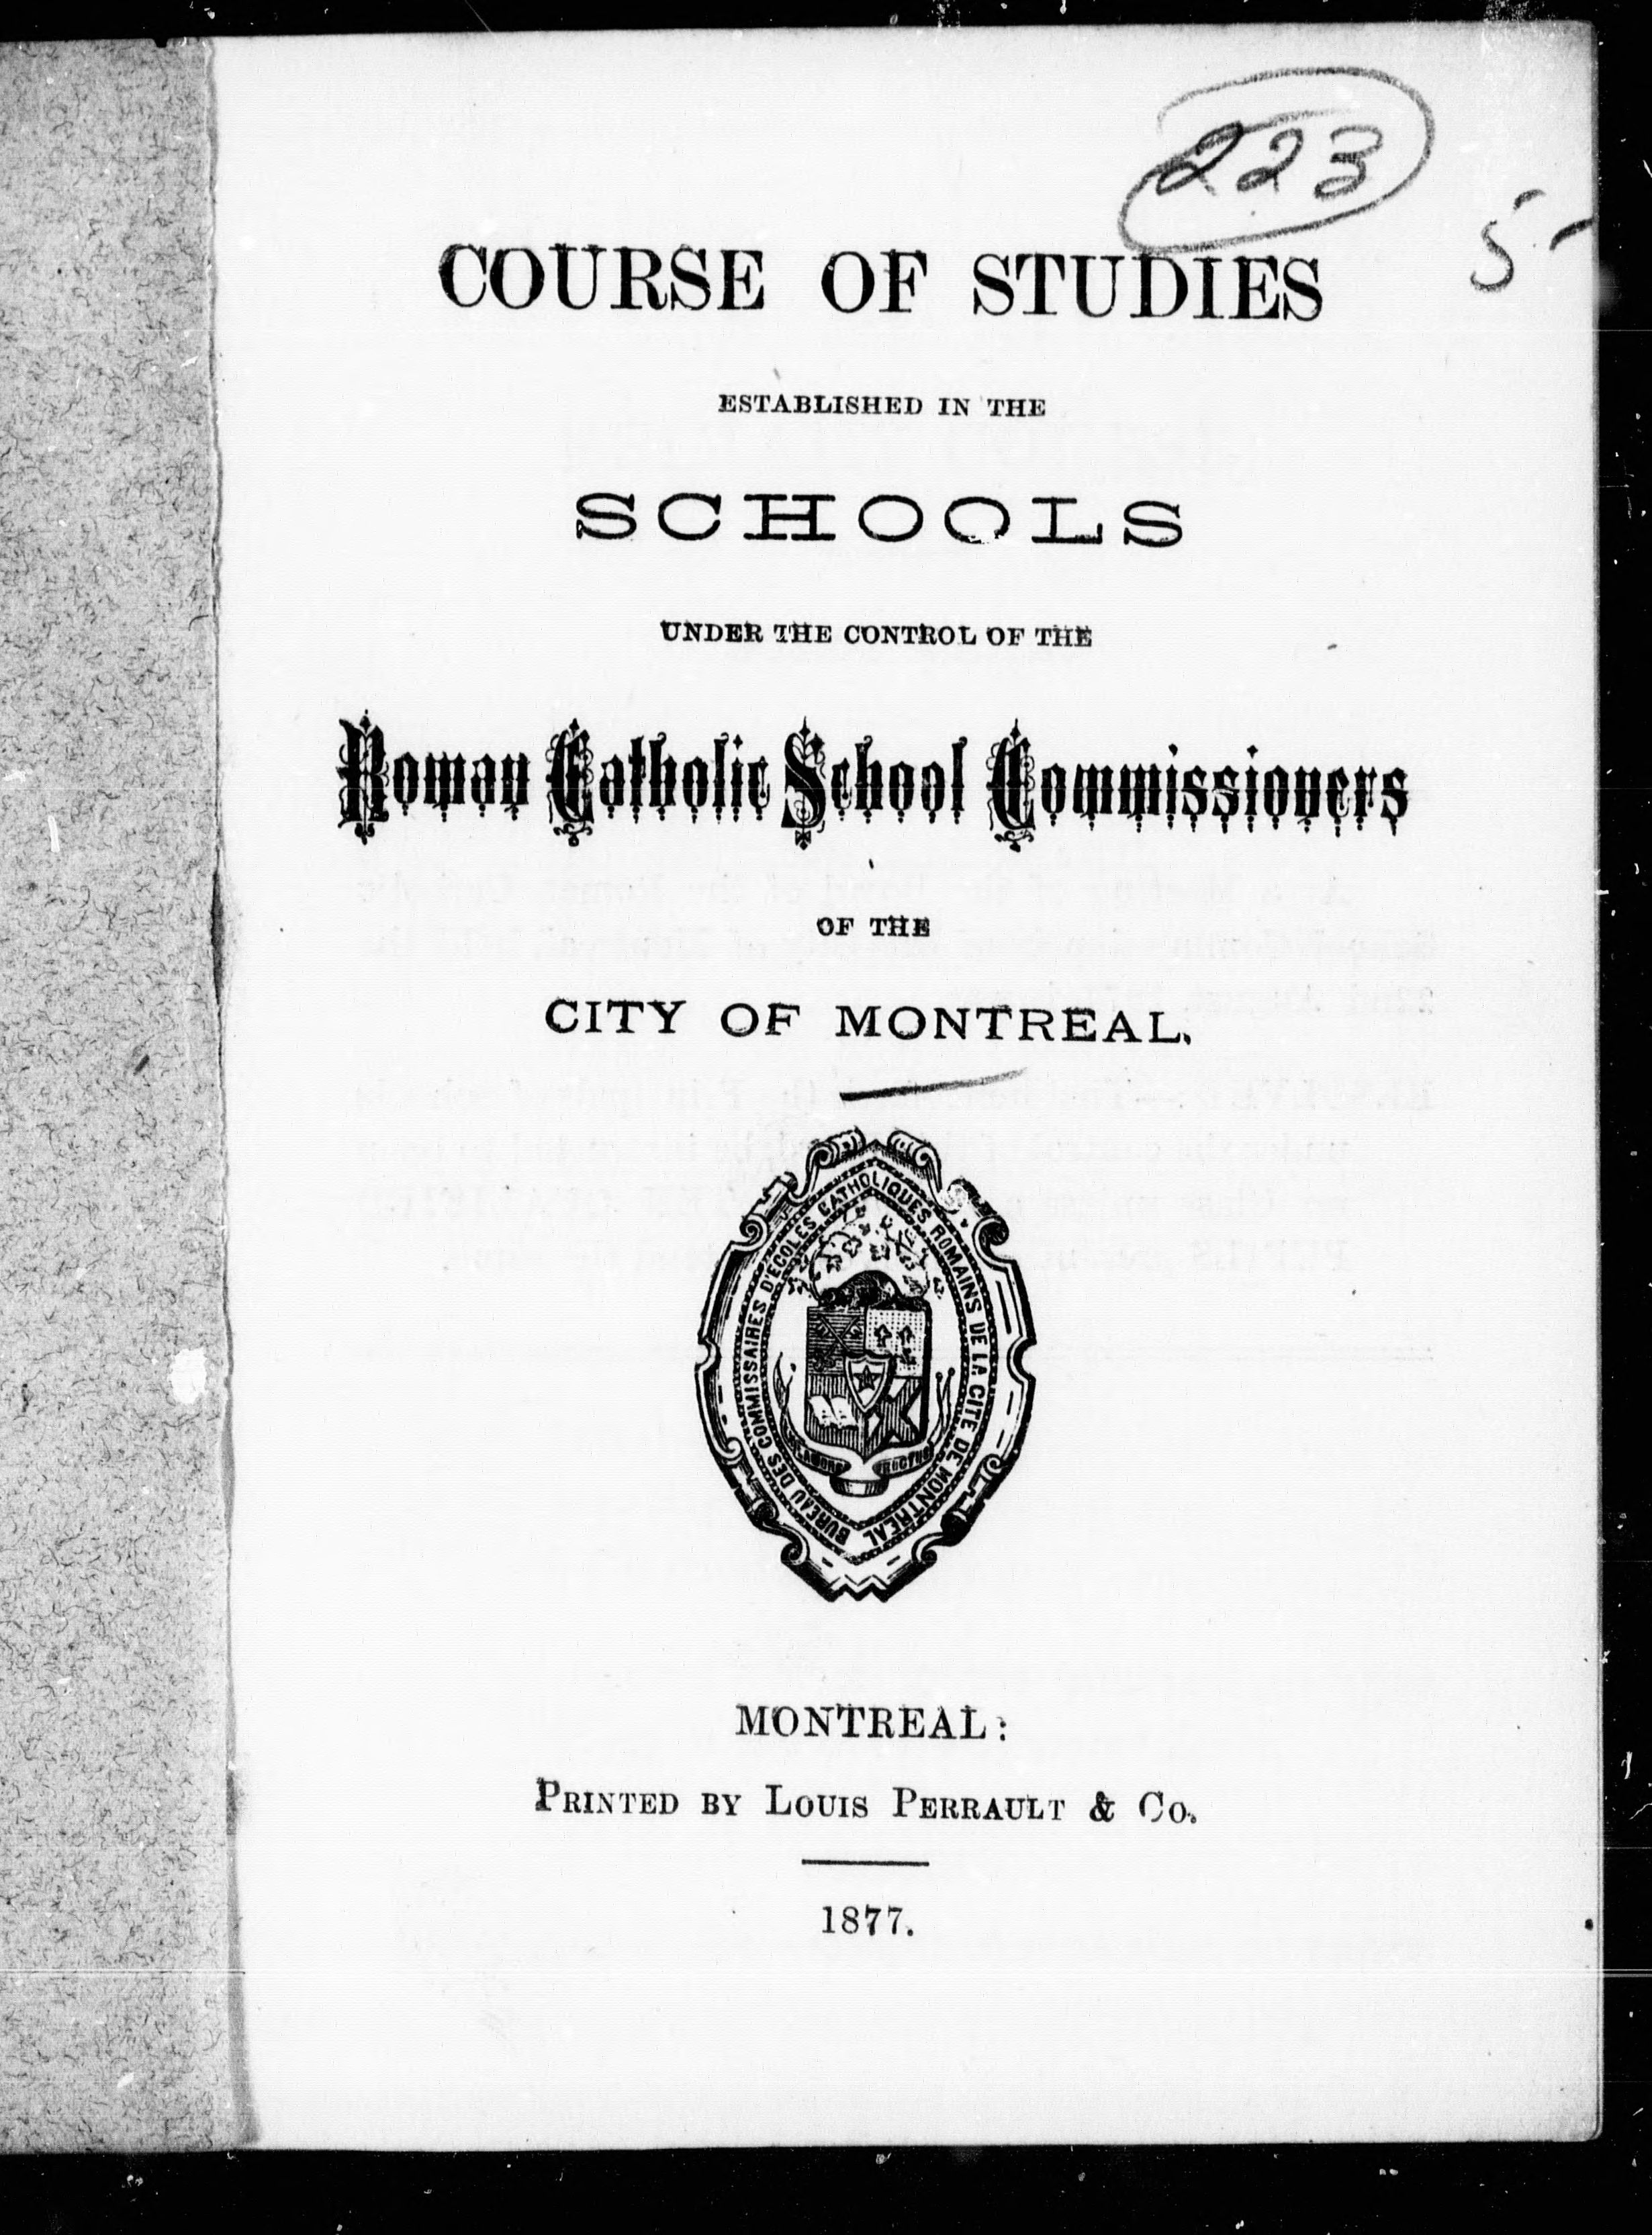 223
5
COURSE OF STUDIES
ESTABLISHED IN THE
SCHOOLS
UNDER THE CONTROL OF THE
Roman Catholic School Commissioners
OF THE
CITY OF MONTREAL.
BUREAU DES COMMISSAIRES D'ECOLES CATHOLIQUES ROMAINS DE LA CITE DE MONTREAL
MONTREAL:
PRINTED BY LOUIS PERRAULT & CO.
1877.